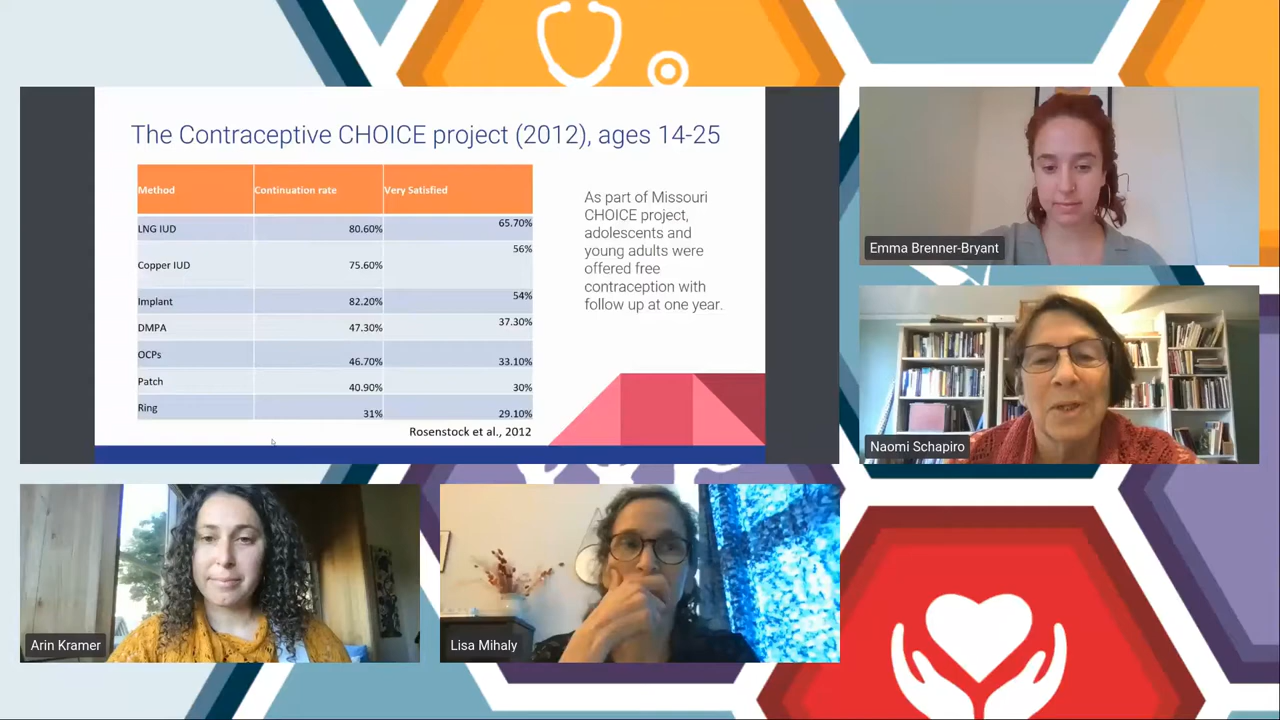 The Contraceptive CHOICE project (2012), ages 14-25
Method Continuation rate Very Satisfied
LNG IUD 80.60% 65.70%
Copper IUD 75.60% 56%
Implant 82.20% 54%
DMPA 47.30% 37.30%
OCPs 46.70% 33.10%
Patch 40.90% 30%
Ring 31% 29.10%
Rosenstock et al., 2012
As part of Missouri
CHOICE project,
adolescents and
young adults were
offered free
contraception with
follow up at one year.
Emma Brenner-Bryant
Naomi Schapiro
Arin Kramer
Lisa Mihaly